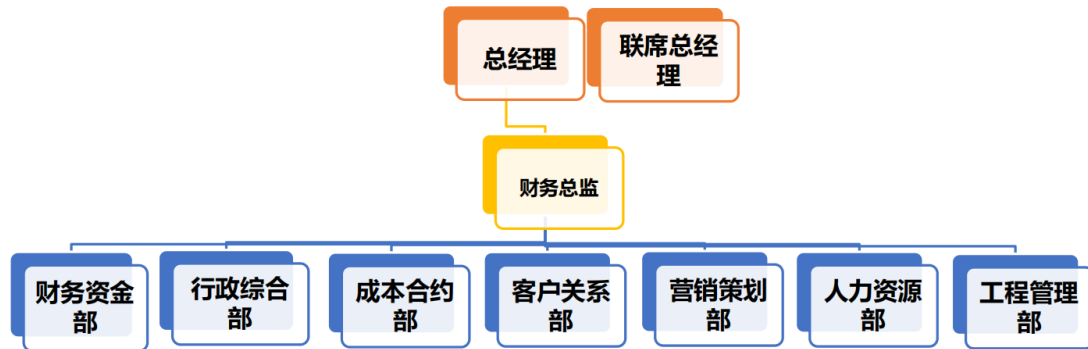 总经理
联席总经
理
财务总监
财务资金
部
行政综合
部
成本合约
部
客户关系
部
营销策划
部
人力资源
部
工程管理
部